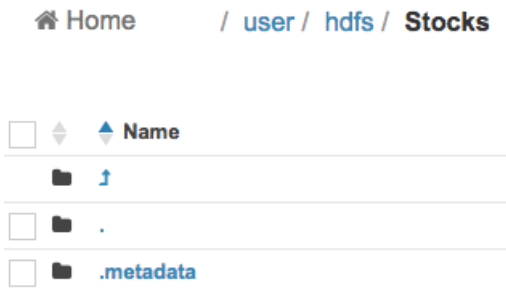 Home / user / hdfs / Stocks
Name
.
.metadata